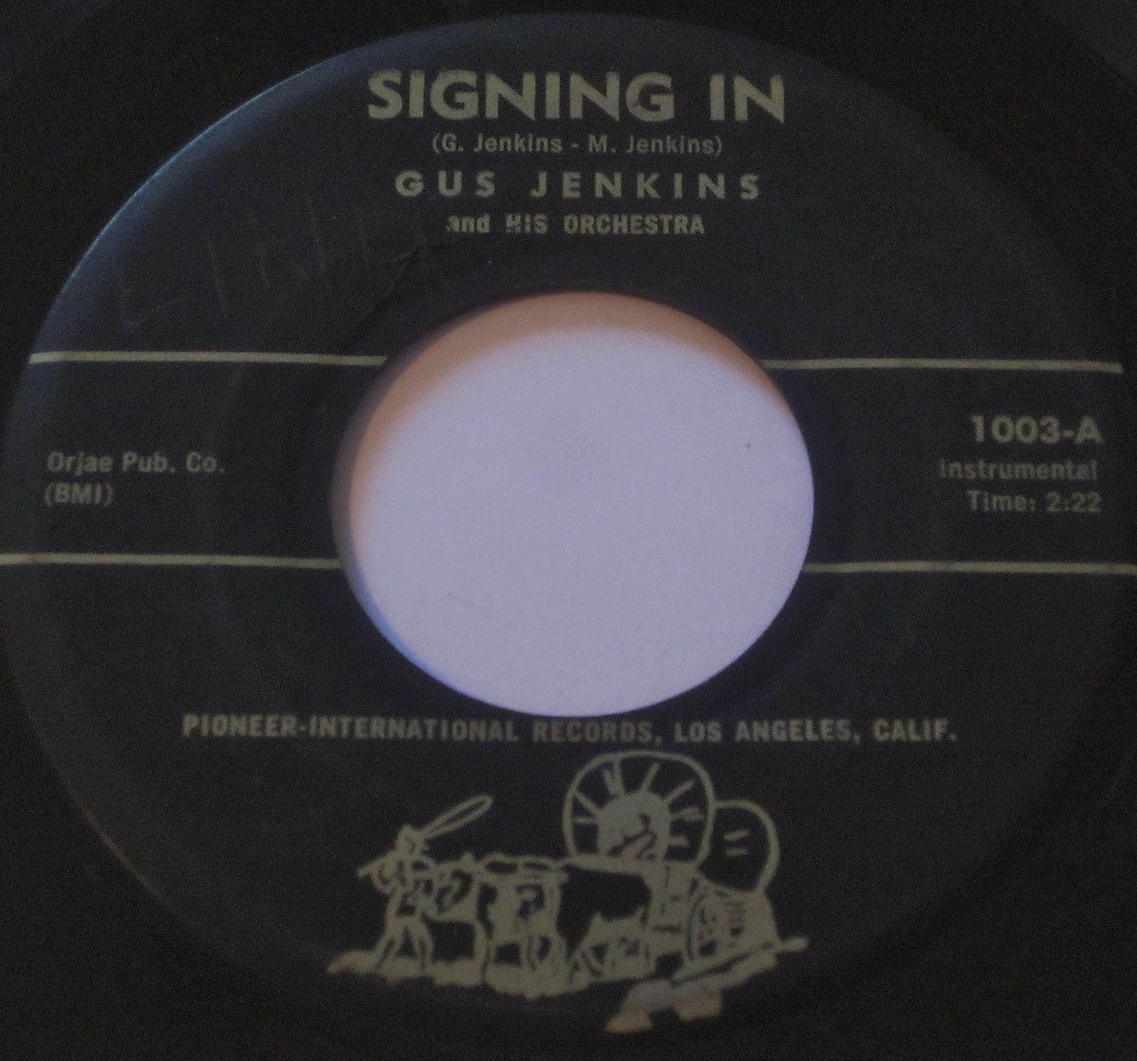 SIGNING IN
(G. Jenkins - M. Jenkins)
GUS JENKINS
and HIS ORCHESTRA
Orjae Pub. Co.
(BMI)
1003-A
Instrumental
Time: 2:22
PIONEER-INTERNATIONAL RECORDS, LOS ANGELES, CALIF.